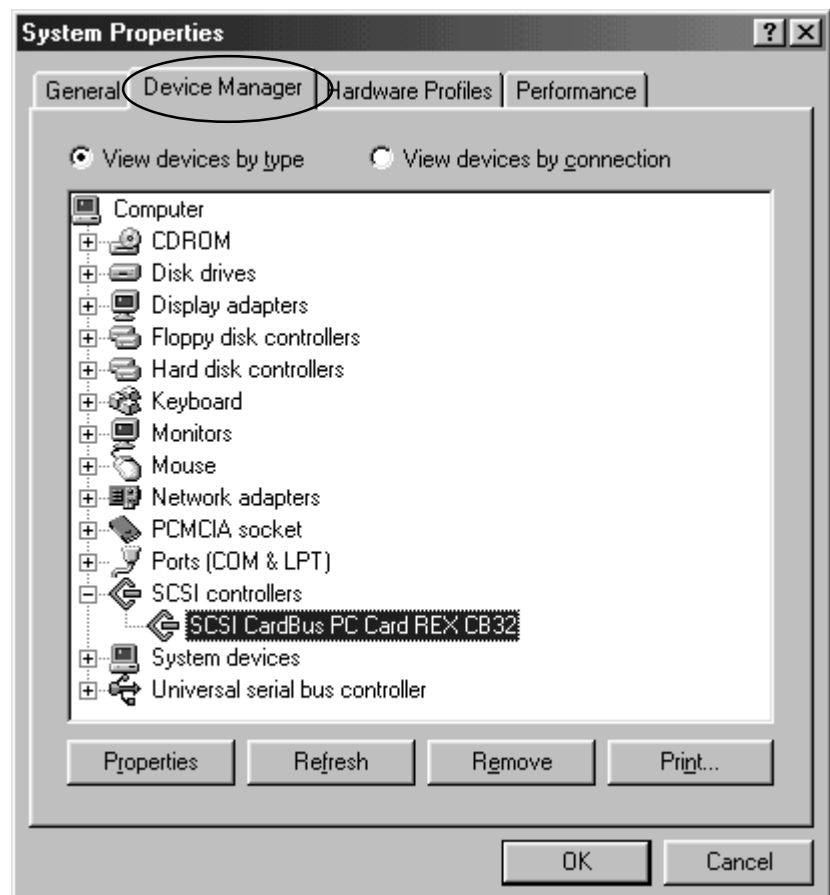 System Properties
General Device Manager Hardware Profiles Performance
View devices by type View devices by connection
Computer
CDROM
Disk drives
Display adapters
Floppy disk controllers
Hard disk controllers
Keyboard
Monitors
Mouse
Network adapters
PCMCIA socket
Ports (COM & LPT)
SCSI controllers
SCSI CardBus PC Card REX CB32
System devices
Universal serial bus controller
Properties Refresh Remove Print...
OK Cancel